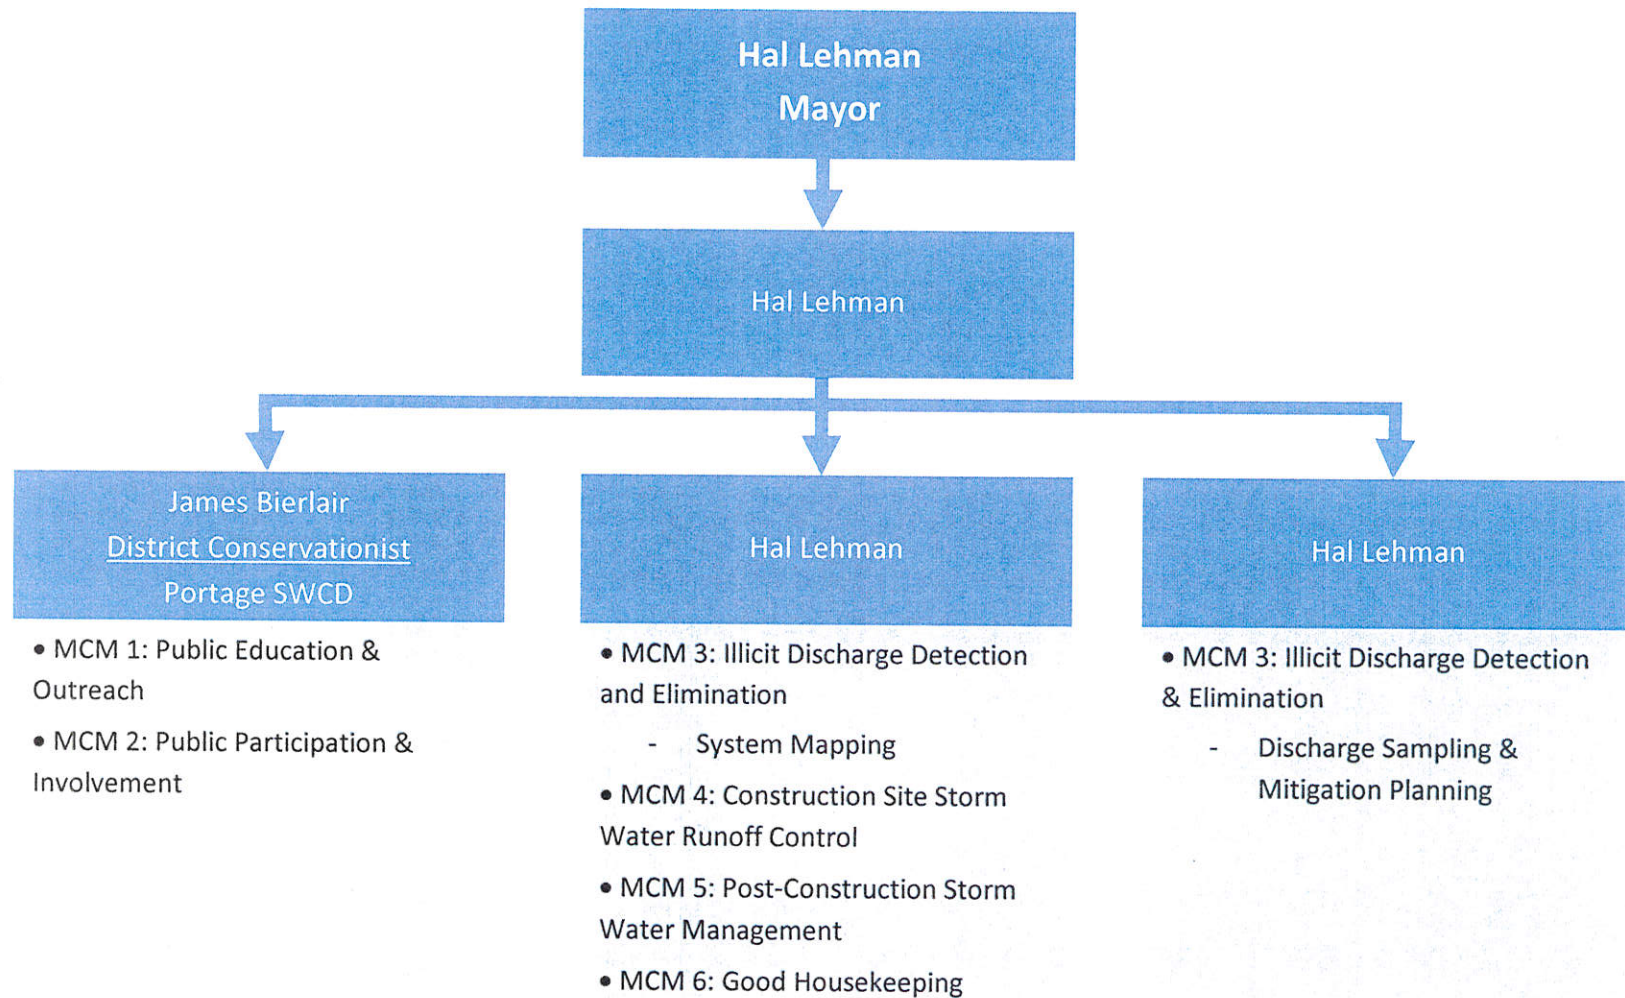 Hal Lehman
Mayor
Hal Lehman
James Bierlair
District Conservationist
Portage SWCD
• MCM 1: Public Education &
Outreach
• MCM 2: Public Participation &
Involvement
Hal Lehman
• MCM 3: Illicit Discharge Detection
and Elimination
- System Mapping
• MCM 4: Construction Site Storm
Water Runoff Control
• MCM 5: Post-Construction Storm
Water Management
• MCM 6: Good Housekeeping
Hal Lehman
• MCM 3: Illicit Discharge Detection
& Elimination
- Discharge Sampling &
Mitigation Planning